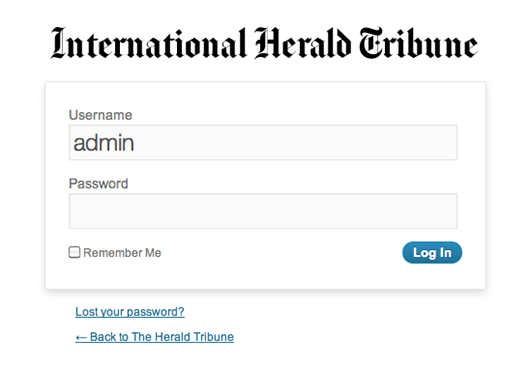 International Herald Tribune
Username
admin
Password
Remember Me
Log In
Lost your password?
← Back to The Herald Tribune